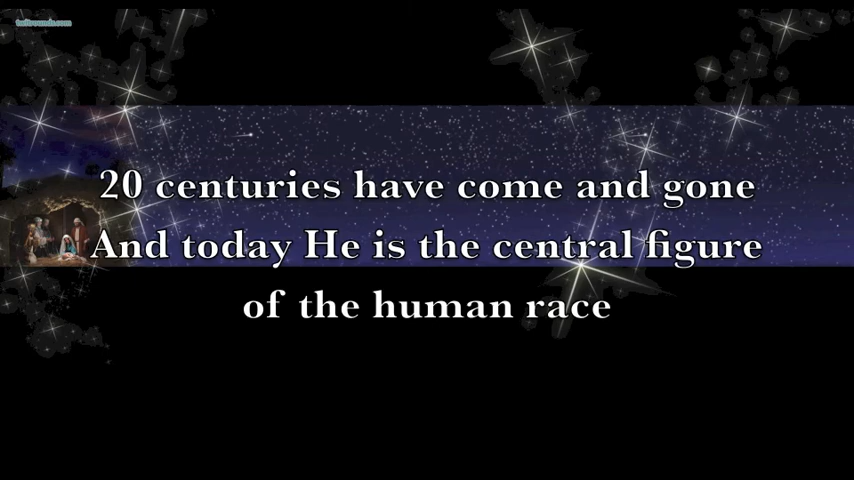 20 centuries have come and gone
And today He is the central figure
of the human race